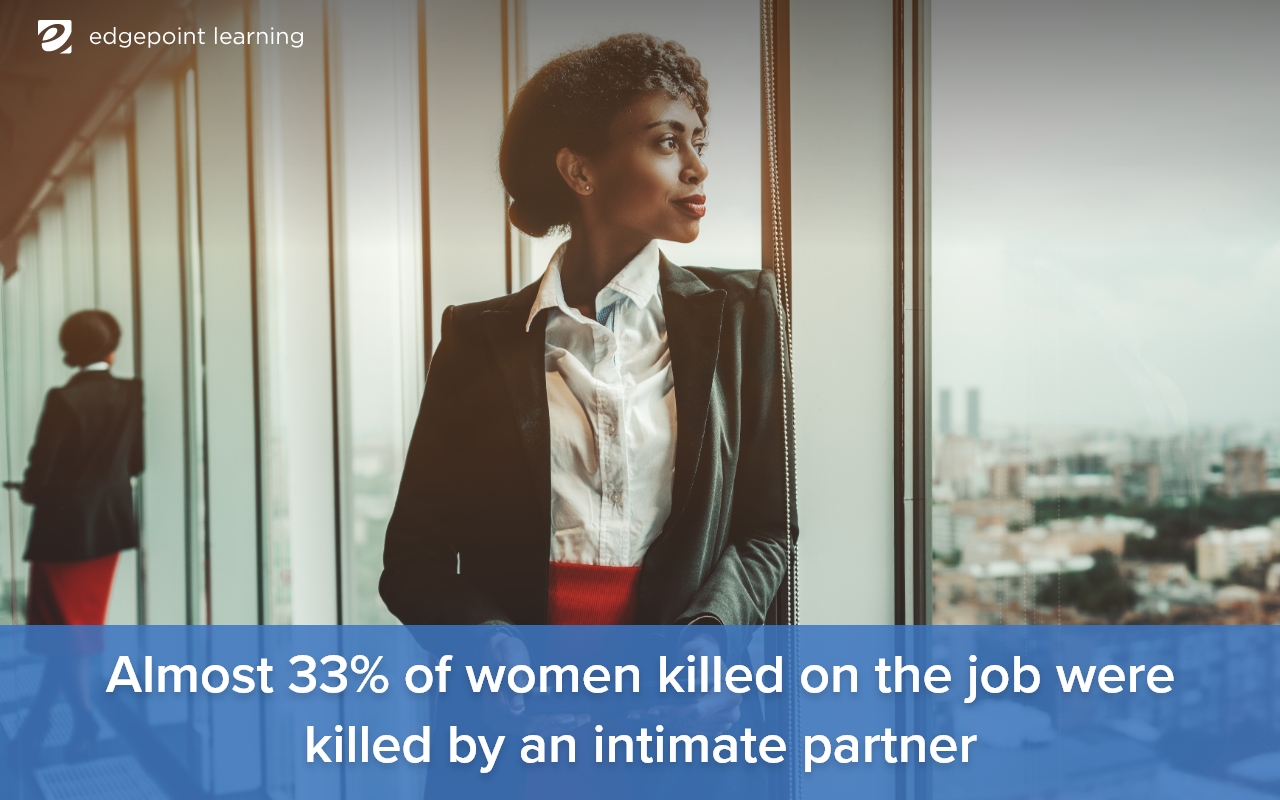 edgepoint learning
Almost 33% of women killed on the job were
killed by an intimate partner